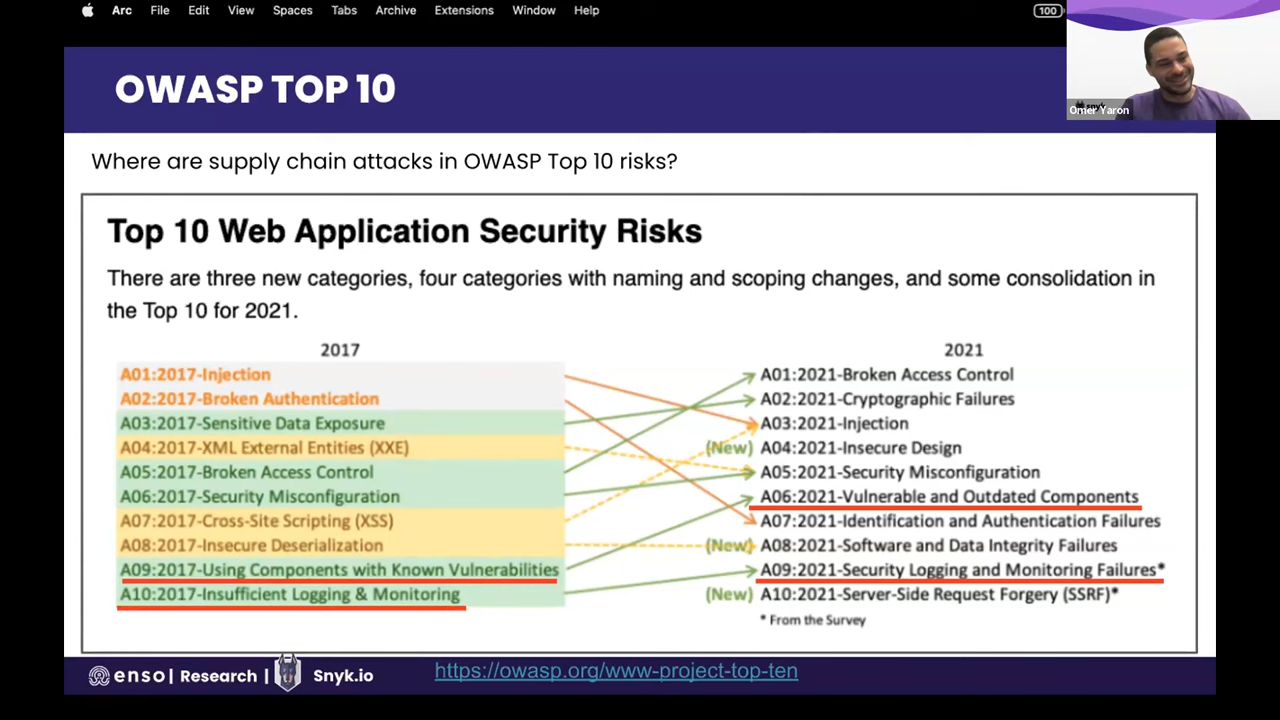 Arc File Edit View Spaces Tabs Archive Extensions Window Help
100
Omer Yaron
OWASP TOP 10
Where are supply chain attacks in OWASP Top 10 risks?
Top 10 Web Application Security Risks
There are three new categories, four categories with naming and scoping changes, and some consolidation in
the Top 10 for 2021.
2017
A01:2017-Injection
A02:2017-Broken Authentication
A03:2017-Sensitive Data Exposure
A04:2017-XML External Entities (XXE)
A05:2017-Broken Access Control
A06:2017-Security Misconfiguration
A07:2017-Cross-Site Scripting (XSS)
A08:2017-Insecure Deserialization
A09:2017-Using Components with Known Vulnerabilities
A10:2017-Insufficient Logging & Monitoring
2021
A01:2021-Broken Access Control
A02:2021-Cryptographic Failures
A03:2021-Injection
(New) A04:2021-Insecure Design
A05:2021-Security Misconfiguration
A06:2021-Vulnerable and Outdated Components
A07:2021-Identification and Authentication Failures
(New) A08:2021-Software and Data Integrity Failures
A09:2021-Security Logging and Monitoring Failures*
(New) A10:2021-Server-Side Request Forgery (SSRF)*
* From the Survey
enso | Research | Snyk.io
https://owasp.org/www-project-top-ten